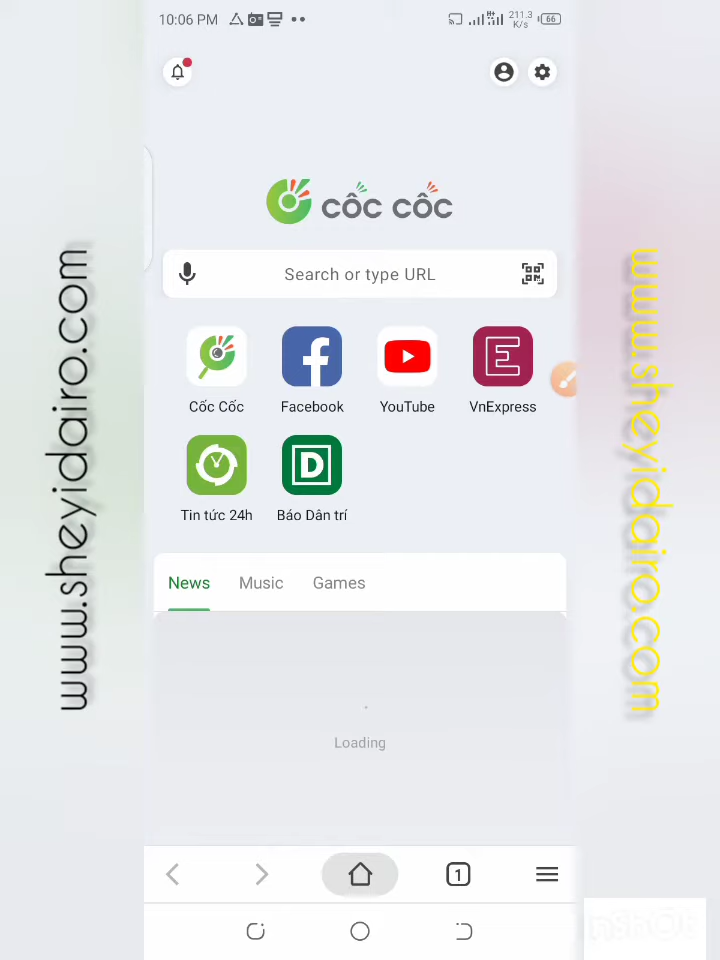 10:06 PM
H+
211.3
K/s
66
cốc cốc
Search or type URL
Cốc Cốc
Facebook
YouTube
E
VnExpress
Tin tức 24h
D
Báo Dân trí
News
Music
Games
Loading
1
www.sheyidairo.com
www.sheyidairo.com